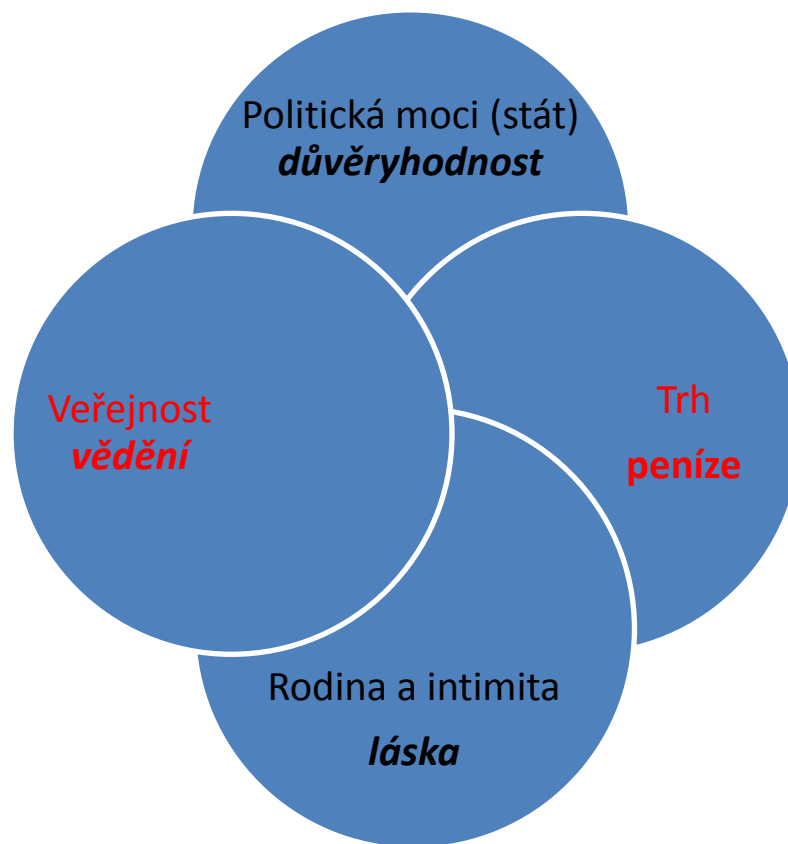 Politická moci (stát)
důvěryhodnost
Veřejnost
vědění
Trh
peníze
Rodina a intimita
láska